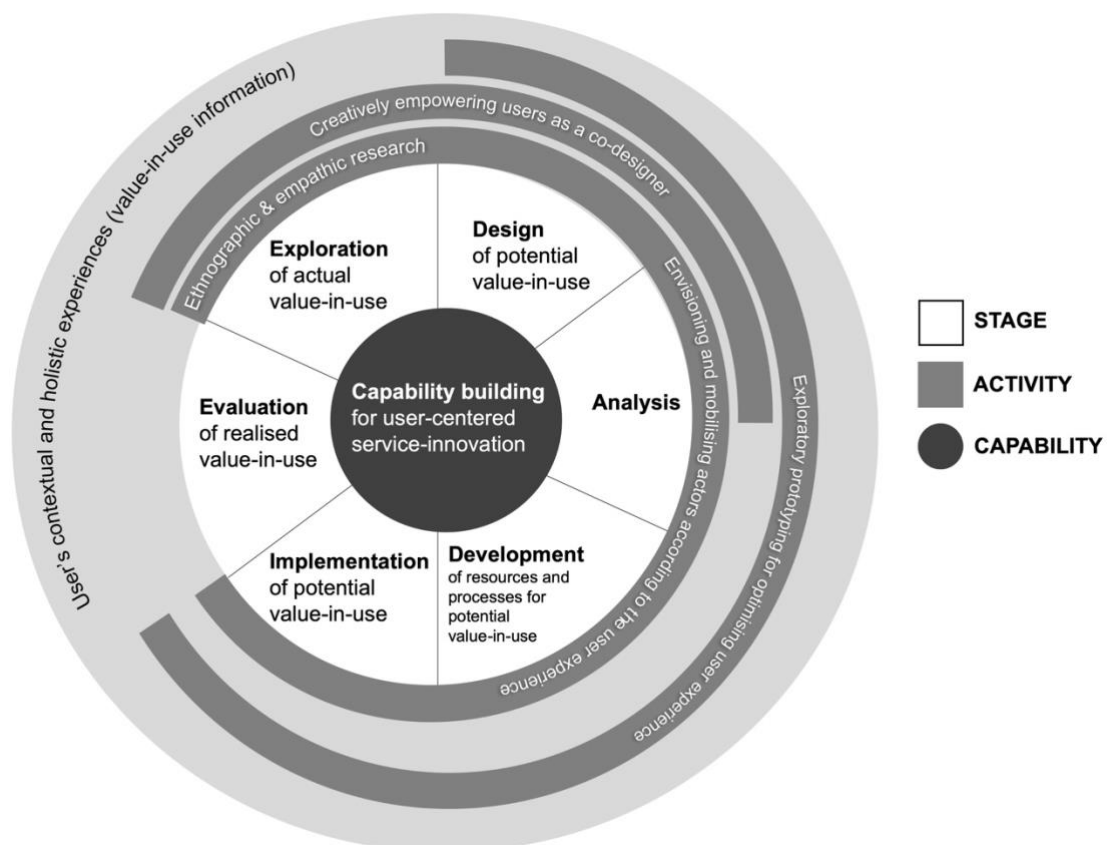 User's contextual and holistic experiences (value-in-use information)
Creatively empowering users as a co-designer
Ethnographic & empathic research
Envisioning and mobilising actors according to the user experience
Exploratory prototyping for optimising user experience
Exploration
of actual
value-in-use
Design
of potential
value-in-use
Analysis
Development
of resources and
processes for
potential
value-in-use
Implementation
of potential
value-in-use
Evaluation
of realised
value-in-use
Capability building
for user-centered
service-innovation
STAGE
ACTIVITY
CAPABILITY